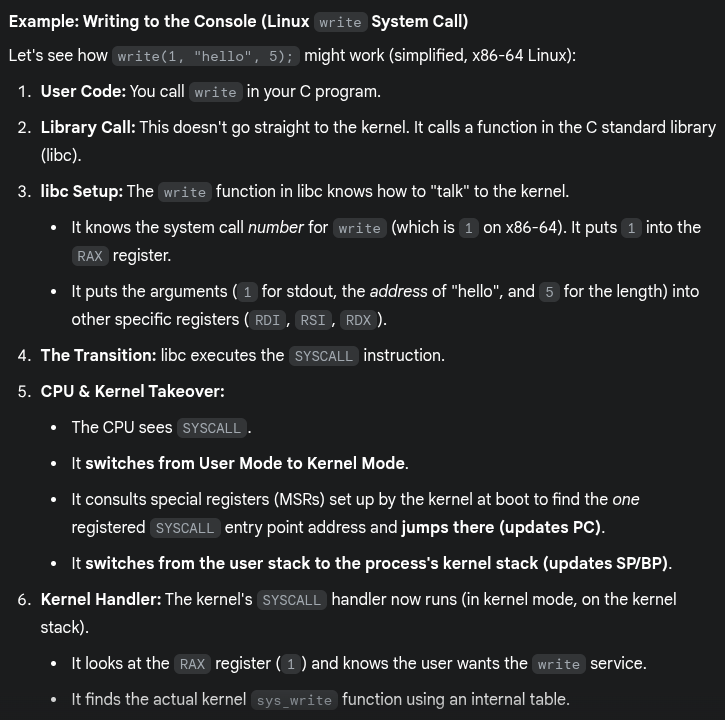 Example: Writing to the Console (Linux write System Call)
Let's see how write(1, "hello", 5); might work (simplified, x86-64 Linux):
1. User Code: You call write in your C program.
2. Library Call: This doesn't go straight to the kernel. It calls a function in the C standard library
(libc).
3. libc Setup: The write function in libc knows how to "talk" to the kernel.
• It knows the system call number for write (which is 1 on x86-64). It puts 1 into the
RAX register.
• It puts the arguments (1 for stdout, the address of "hello", and 5 for the length) into
other specific registers (RDI, RSI, RDX).
4. The Transition: libc executes the SYSCALL instruction.
5. CPU & Kernel Takeover:
• The CPU sees SYSCALL.
• It switches from User Mode to Kernel Mode.
• It consults special registers (MSRs) set up by the kernel at boot to find the one
registered SYSCALL entry point address and jumps there (updates PC).
• It switches from the user stack to the process's kernel stack (updates SP/BP).
6. Kernel Handler: The kernel's SYSCALL handler now runs (in kernel mode, on the kernel
stack).
• It looks at the RAX register (1) and knows the user wants the write service.
• It finds the actual kernel sys_write function using an internal table.